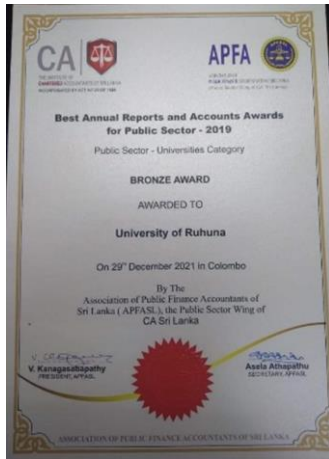 CA
APFA
THE INSTITUTE OF
CHARTERED ACCOUNTANTS OF SRI LANKA
Best Annual Reports and Accounts Awards
for Public Sector - 2019
Public Sector - Universities Category
BRONZE AWARD
AWARDED TO
University of Ruhuna
On 29th December 2021 in Colombo
By The
Association of Public Finance Accountants of
Sri Lanka ( APFASL), the Public Sector Wing of
CA Sri Lanka
V. Kanagasabapathy
PRESIDENT, APFASL
Asela Athapathu
SECRETARY, APFASL
ASSOCIATION OF PUBLIC FINANCE ACCOUNTANTS OF SRI LANKA